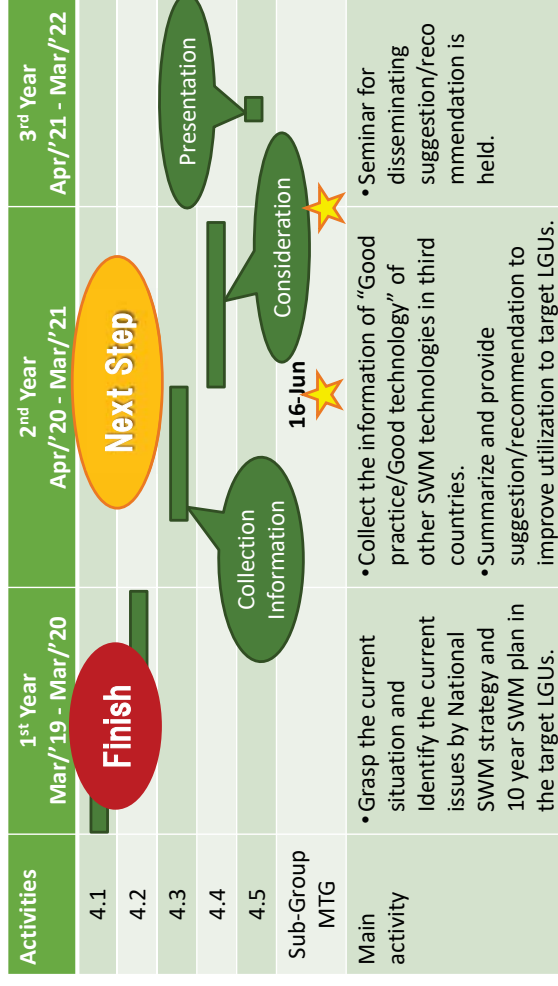 Activities
1st Year
Mar/'19 - Mar/'20
2nd Year
Apr/'20 - Mar/'21
3rd Year
Apr/'21 - Mar/'22
4.1
4.2
4.3
4.4
4.5
Finish
Next Step
Collection
Information
Consideration
Presentation
Sub-Group
MTG
16-Jun
Main
activity
•Grasp the current
situation and
Identify the current
issues by National
SWM strategy and
10 year SWM plan in
the target LGUs.
•Collect the information of “Good
practice/Good technology” of
other SWM technologies in third
countries.
•Summarize and provide
suggestion/recommendation to
improve utilization to target LGUs.
•Seminar for
disseminating
suggestion/reco
mmendation is
held.